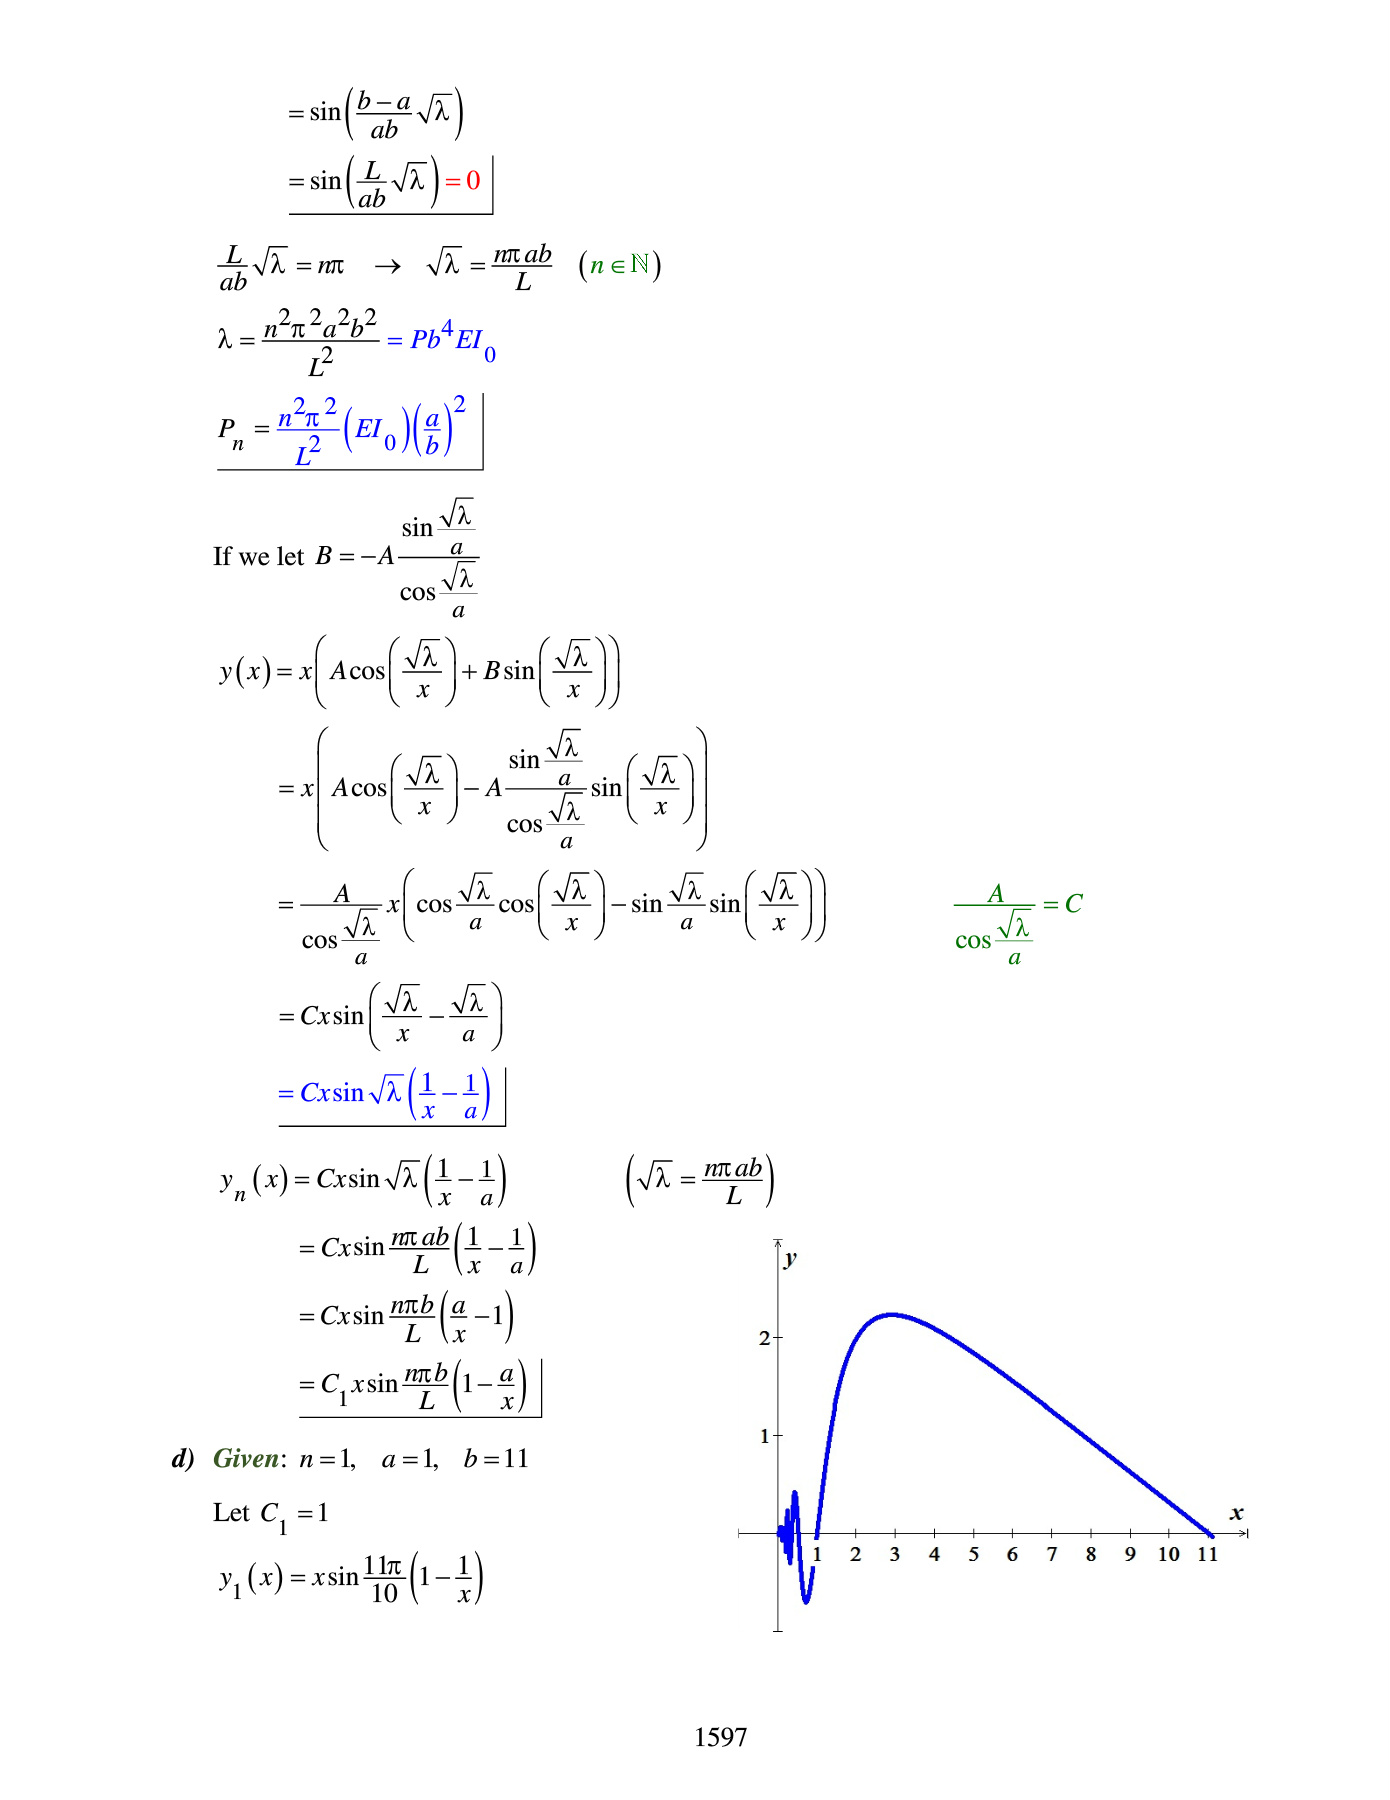 = sin((b − a)/(ab) √λ)
= sin(L/(ab) √λ) = 0
L/(ab) √λ = nπ → √λ = nπab/L (n ∈ ℕ)
λ = n²π²a²b²/L² = Pb⁴EI₀
Pₙ = n²π²/L² (EI₀)(a/b)²
If we let B = −A (sin √λ/a)/(cos √λ/a)
y(x) = x(A cos(√λ/x) + B sin(√λ/x))
= x(A cos(√λ/x) − A (sin √λ/a)/(cos √λ/a) sin(√λ/x))
= A/(cos √λ/a) x(cos √λ/a cos(√λ/x) − sin √λ/a sin(√λ/x)) A/(cos √λ/a) = C
= Cx sin(√λ/x − √λ/a)
= Cx sin √λ(1/x − 1/a)
yₙ(x) = Cx sin √λ(1/x − 1/a) (√λ = nπab/L)
= Cx sin nπab/L (1/x − 1/a)
= Cx sin nπb/L (a/x − 1)
= C₁x sin nπb/L (1 − a/x)
d) Given: n = 1, a = 1, b = 11
Let C₁ = 1
y₁(x) = x sin 11π/10 (1 − 1/x)
y
2
1
x
1 2 3 4 5 6 7 8 9 10 11
1597